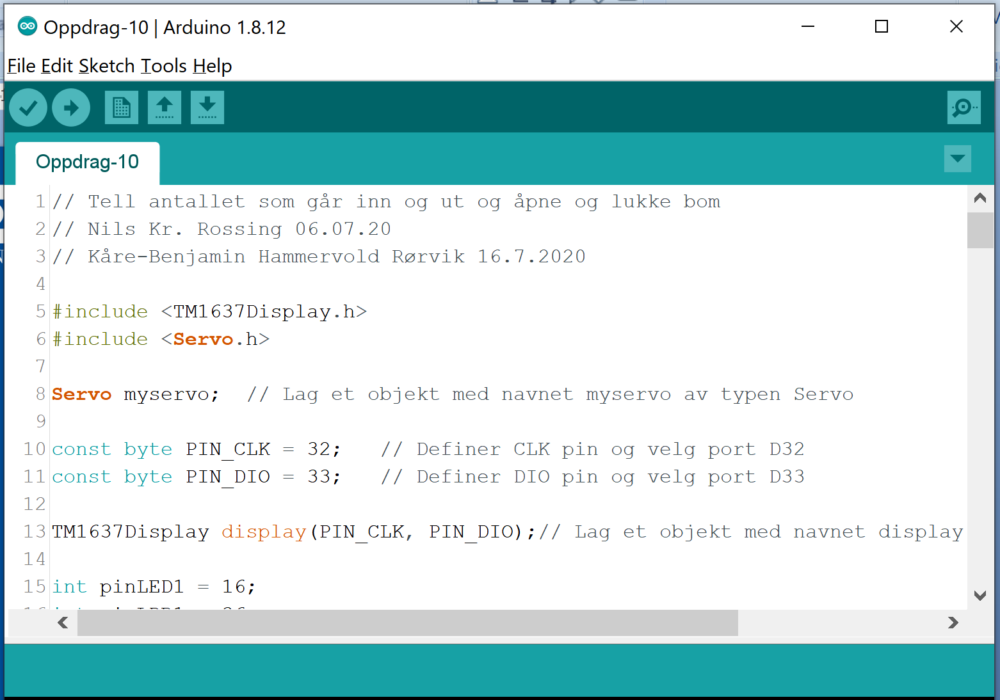 Oppdrag-10 | Arduino 1.8.12
File Edit Sketch Tools Help
Oppdrag-10
1 // Tell antallet som går inn og ut og åpne og lukke bom
2 // Nils Kr. Rossing 06.07.20
3 // Kåre-Benjamin Hammervold Rørvik 16.7.2020
4
5 #include <TM1637Display.h>
6 #include <Servo.h>
7
8 Servo myservo;  // Lag et objekt med navnet myservo av typen Servo
9
10 const byte PIN_CLK = 32;   // Definer CLK pin og velg port D32
11 const byte PIN_DIO = 33;   // Definer DIO pin og velg port D33
12
13 TM1637Display display(PIN_CLK, PIN_DIO);// Lag et objekt med navnet display
14
15 int pinLED1 = 16;